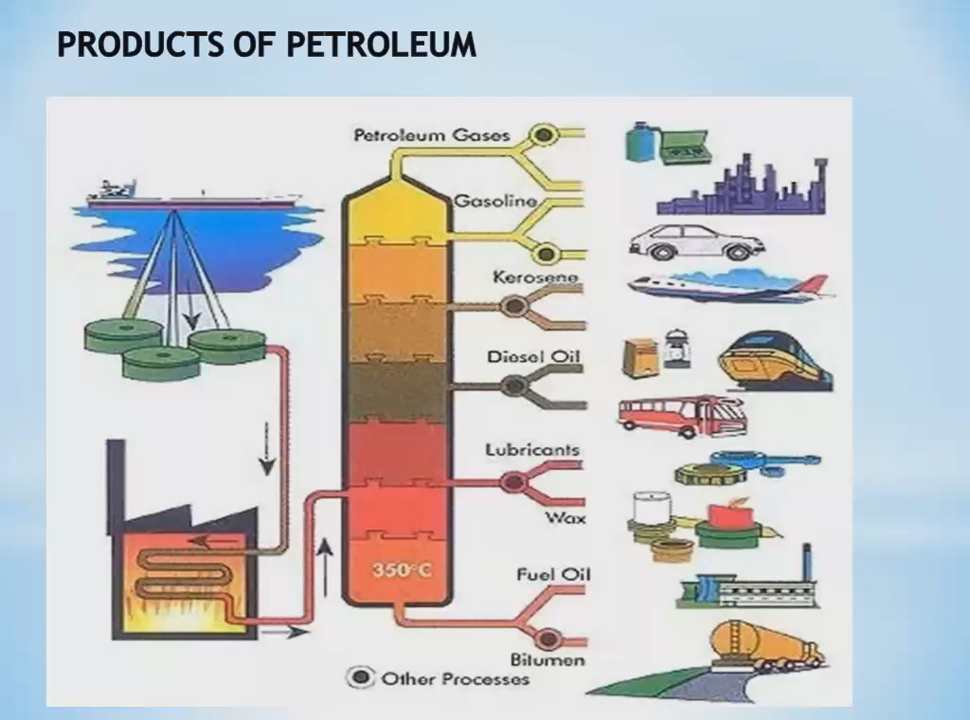 PRODUCTS OF PETROLEUM
Petroleum Gases
Gasoline
Kerosene
Diesel Oil
Lubricants
Wax
350°C
Fuel Oil
Bitumen
Other Processes